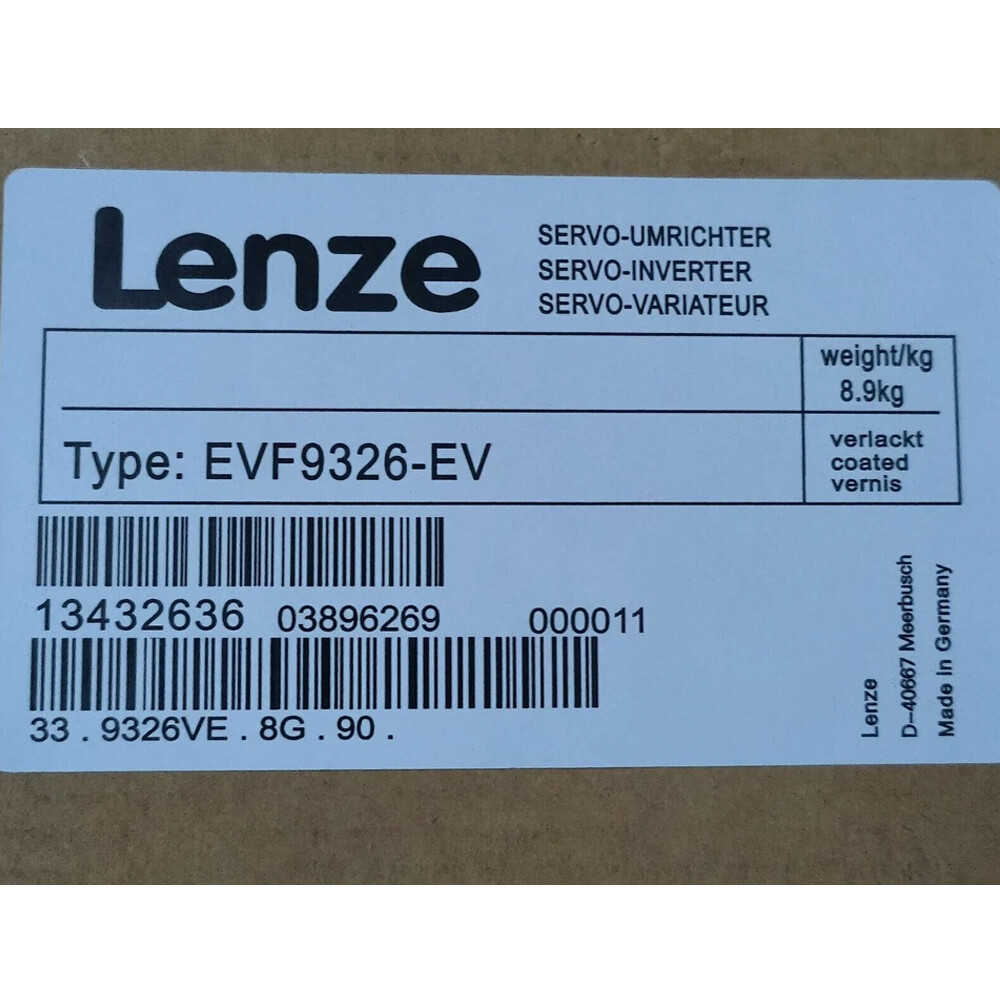 Lenze
SERVO-UMRICHTER
SERVO-INVERTER
SERVO-VARIATEUR
weight/kg
8.9kg
Type: EVF9326-EV
verlackt
coated
vernis
13432636 03896269 000011
33 . 9326VE . 8G . 90 .
Lenze
D-40667 Meerbusch
Made in Germany